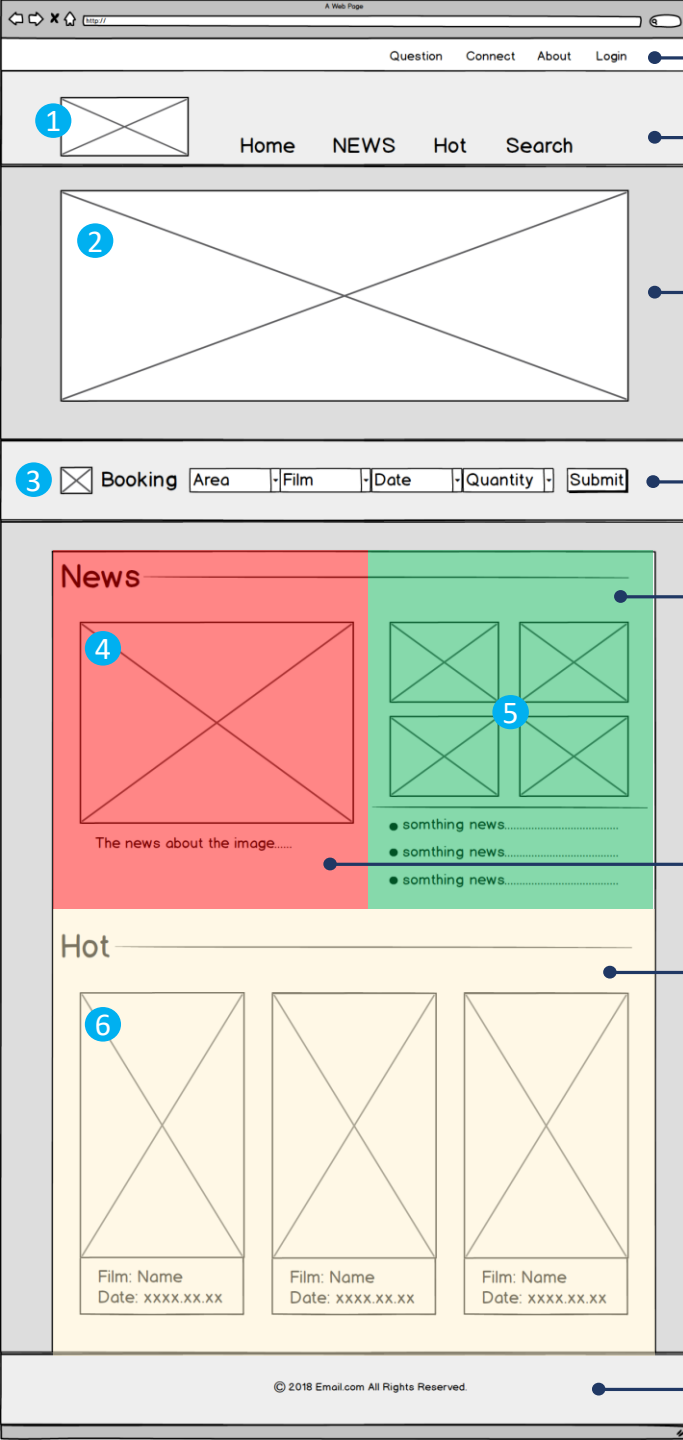 A Web Page
http://
Question Connect About Login
1
Home NEWS Hot Search
2
3 Booking Area Film Date Quantity Submit
News
4
5
The news about the image......
somthing news..................................
somthing news..................................
somthing news..................................
Hot
6
Film: Name Film: Name Film: Name
Date: xxxx.xx.xx Date: xxxx.xx.xx Date: xxxx.xx.xx
© 2018 Email.com All Rights Reserved.